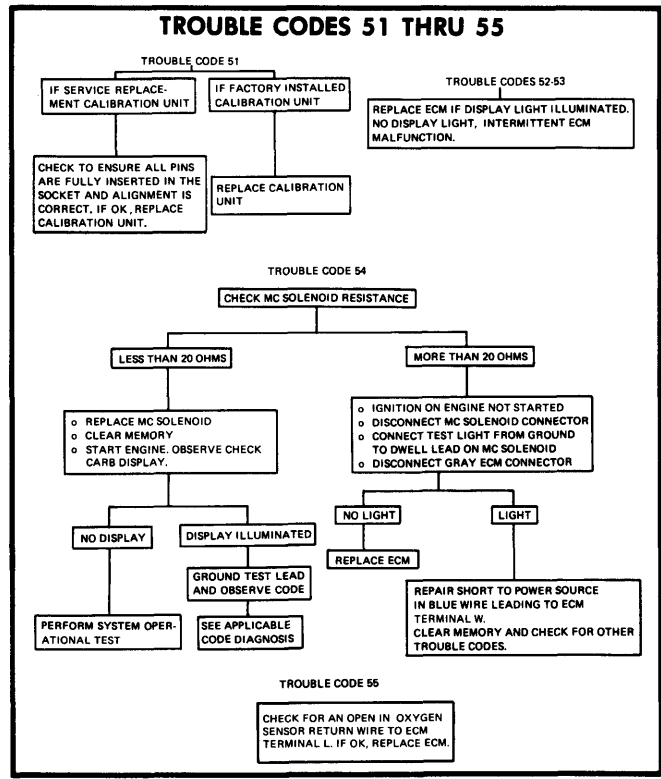 TROUBLE CODES 51 THRU 55
TROUBLE CODE 51
IF SERVICE REPLACE-
MENT CALIBRATION UNIT
IF FACTORY INSTALLED
CALIBRATION UNIT
CHECK TO ENSURE ALL PINS
ARE FULLY INSERTED IN THE
SOCKET AND ALIGNMENT IS
CORRECT. IF OK, REPLACE
CALIBRATION UNIT.
REPLACE CALIBRATION
UNIT
TROUBLE CODES 52-53
REPLACE ECM IF DISPLAY LIGHT ILLUMINATED.
NO DISPLAY LIGHT, INTERMITTENT ECM
MALFUNCTION.
TROUBLE CODE 54
CHECK MC SOLENOID RESISTANCE
LESS THAN 20 OHMS
MORE THAN 20 OHMS
o REPLACE MC SOLENOID
o CLEAR MEMORY
o START ENGINE. OBSERVE CHECK
CARB DISPLAY.
o IGNITION ON ENGINE NOT STARTED
o DISCONNECT MC SOLENOID CONNECTOR
o CONNECT TEST LIGHT FROM GROUND
TO DWELL LEAD ON MC SOLENOID
o DISCONNECT GRAY ECM CONNECTOR
NO DISPLAY
DISPLAY ILLUMINATED
NO LIGHT
LIGHT
GROUND TEST LEAD
AND OBSERVE CODE
REPLACE ECM
PERFORM SYSTEM OPER-
ATIONAL TEST
SEE APPLICABLE
CODE DIAGNOSIS
REPAIR SHORT TO POWER SOURCE
IN BLUE WIRE LEADING TO ECM
TERMINAL W.
CLEAR MEMORY AND CHECK FOR OTHER
TROUBLE CODES.
TROUBLE CODE 55
CHECK FOR AN OPEN IN OXYGEN
SENSOR RETURN WIRE TO ECM
TERMINAL L. IF OK, REPLACE ECM.